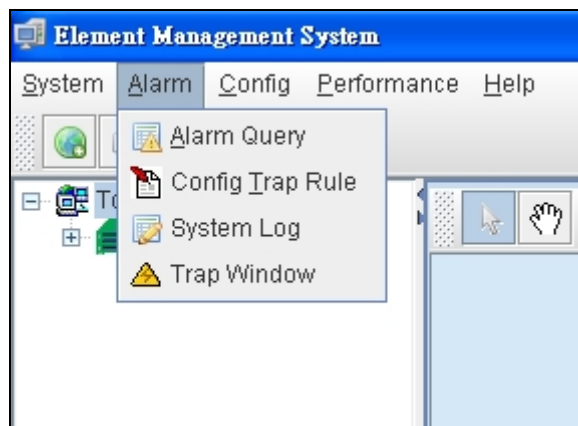 Element Management System
System Alarm Config Performance Help
Alarm Query
Config Trap Rule
System Log
Trap Window